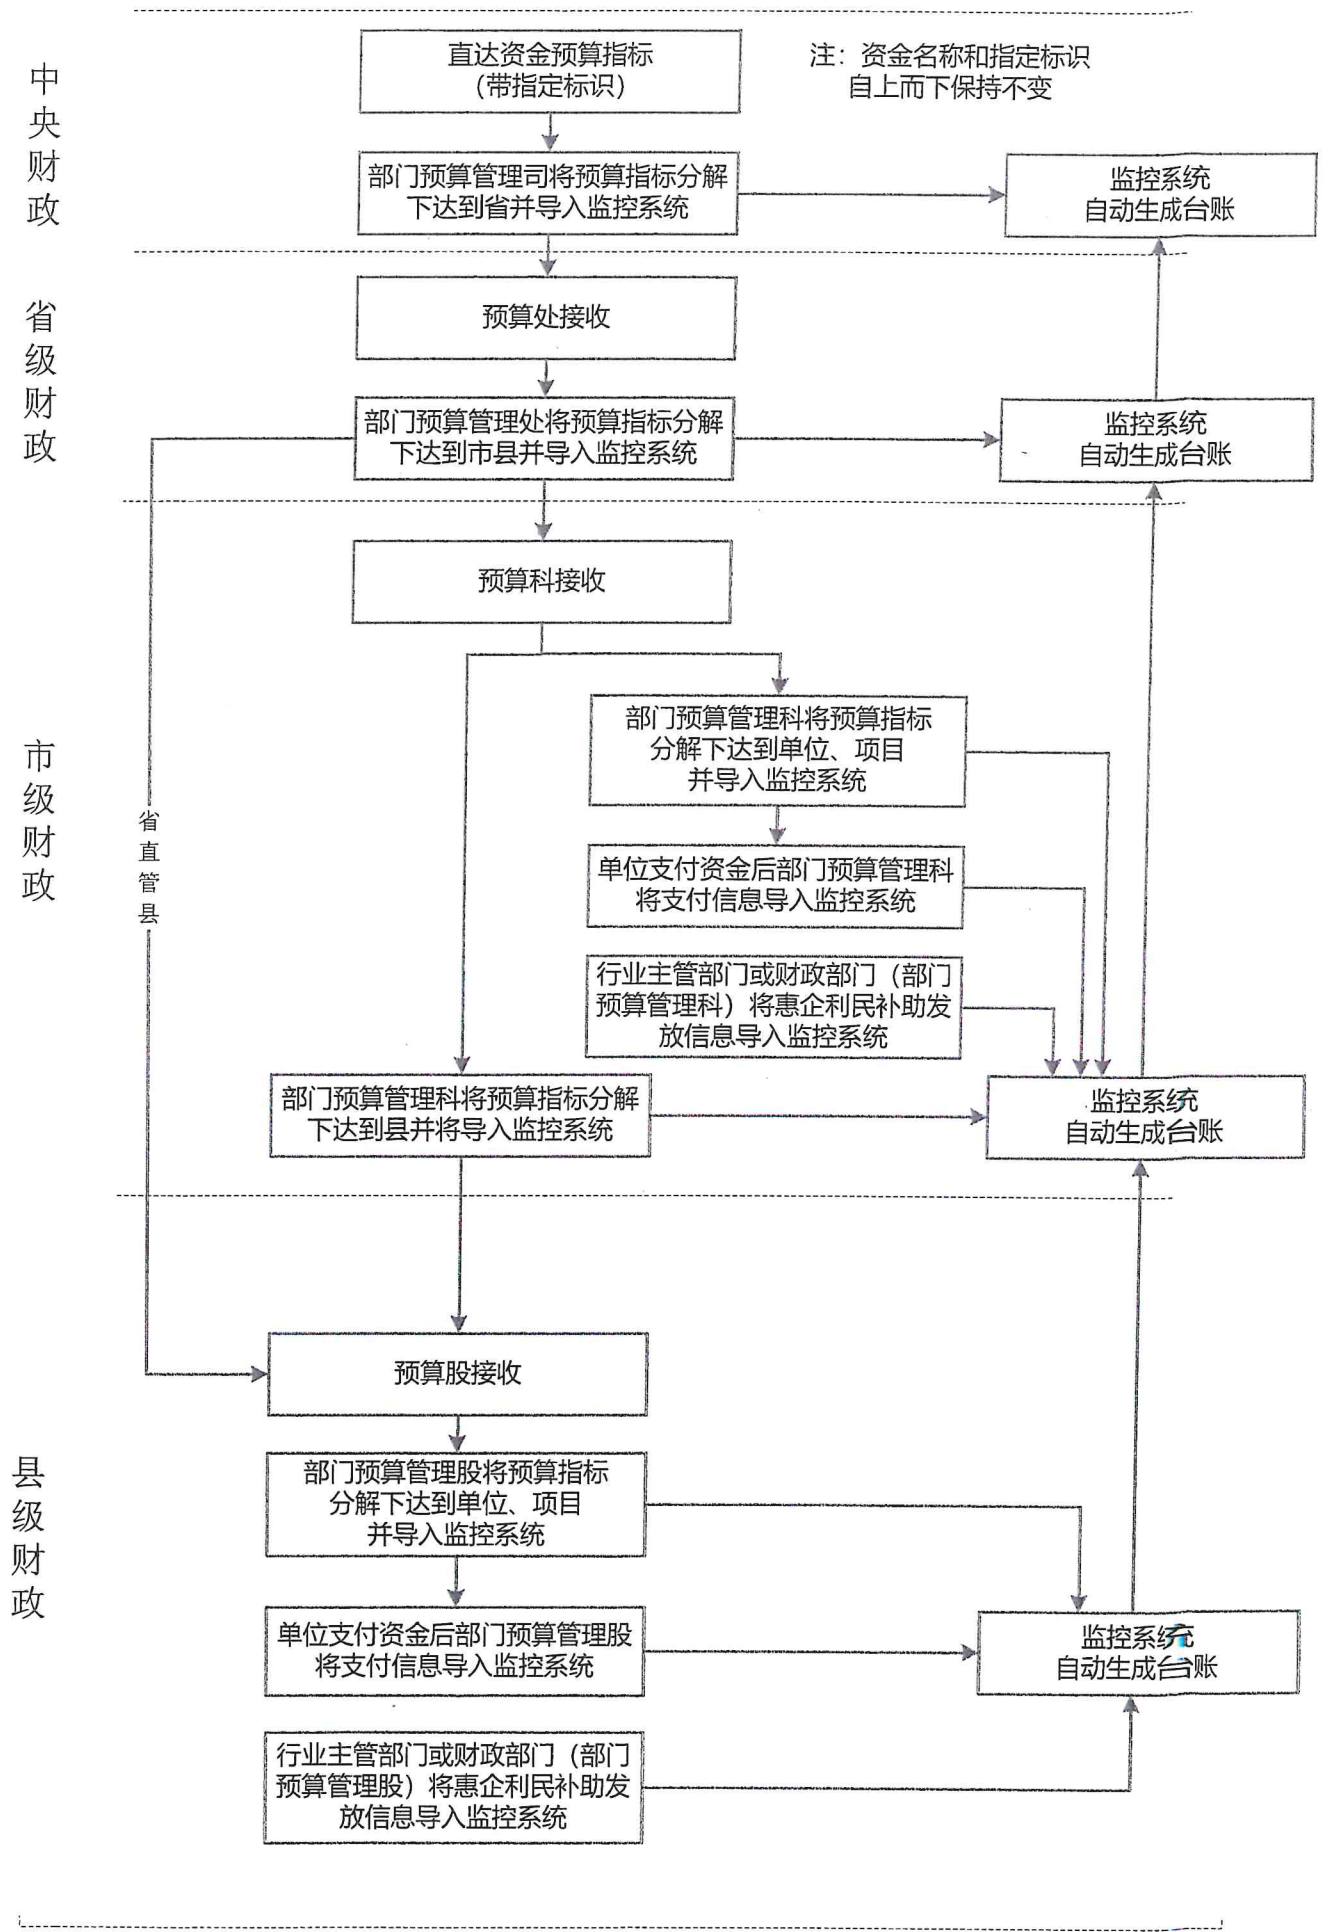 中央财政
直达资金预算指标
（带指定标识）
注：资金名称和指定标识
自上而下保持不变
部门预算管理司将预算指标分解
下达到省并导入监控系统
监控系统
自动生成台账
省级财政
预算处接收
部门预算管理处将预算指标分解
下达到市县并导入监控系统
监控系统
自动生成台账
市级财政
省直管县
预算科接收
部门预算管理科将预算指标
分解下达到单位、项目
并导入监控系统
单位支付资金后部门预算管理科
将支付信息导入监控系统
行业主管部门或财政部门（部门
预算管理科）将惠企利民补助发
放信息导入监控系统
部门预算管理科将预算指标分解
下达到县并将导入监控系统
监控系统
自动生成台账
县级财政
预算股接收
部门预算管理股将预算指标
分解下达到单位、项目
并导入监控系统
单位支付资金后部门预算管理股
将支付信息导入监控系统
监控系统
自动生成台账
行业主管部门或财政部门（部门
预算管理股）将惠企利民补助发
放信息导入监控系统